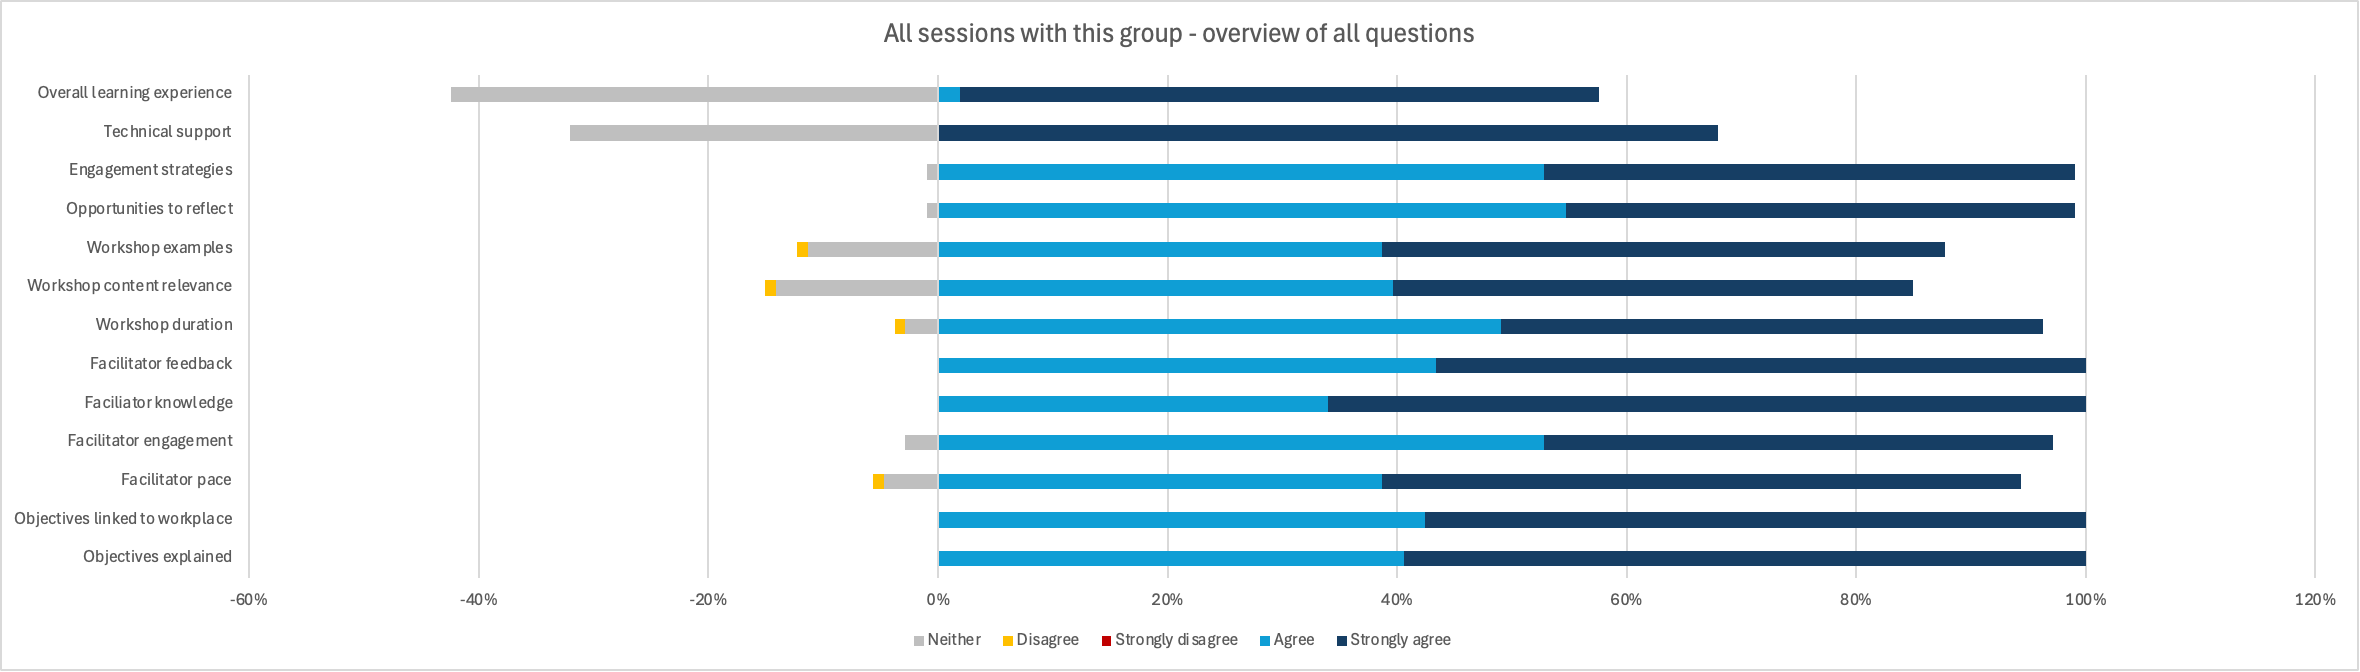 All sessions with this group - overview of all questions
Overall learning experience
Technical support
Engagement strategies
Opportunities to reflect
Workshop examples
Workshop content relevance
Workshop duration
Facilitator feedback
Faciliator knowledge
Facilitator engagement
Facilitator pace
Objectives linked to workplace
Objectives explained
-60% -40% -20% 0% 20% 40% 60% 80% 100% 120%
Neither Disagree Strongly disagree Agree Strongly agree